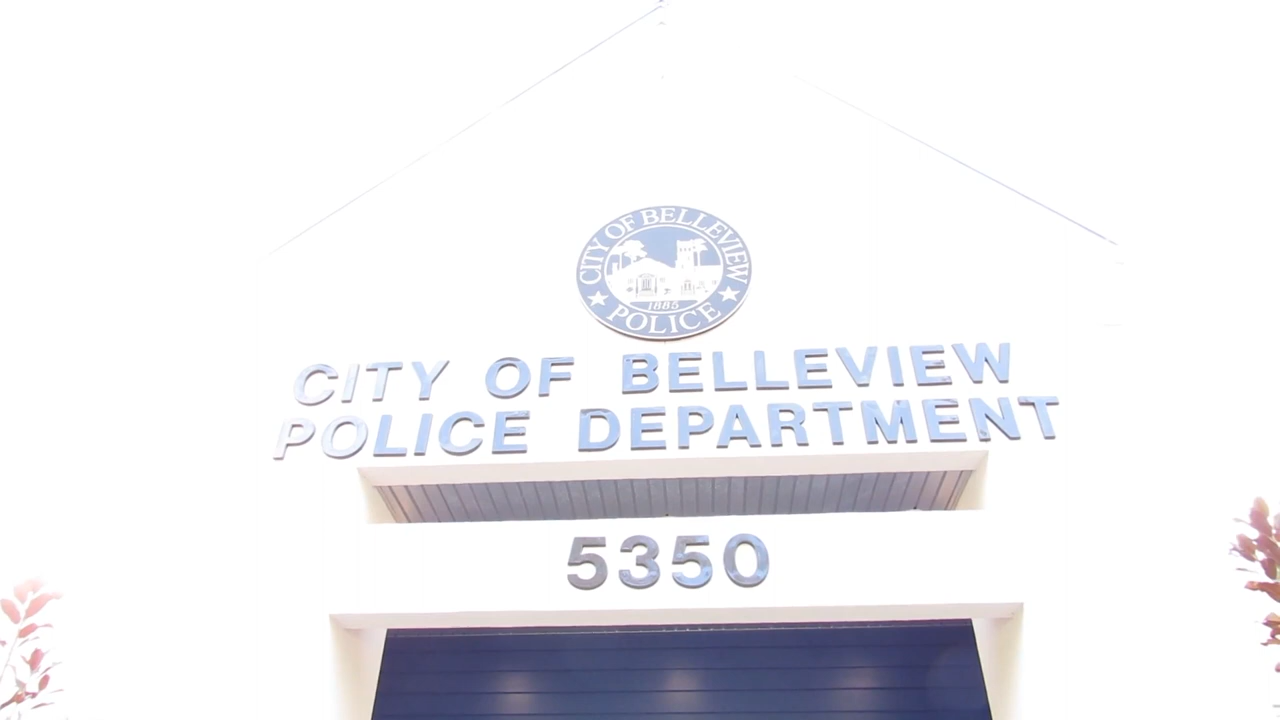 CITY OF BELLEVIEW
1885
POLICE
CITY OF BELLEVIEW
POLICE DEPARTMENT
5350